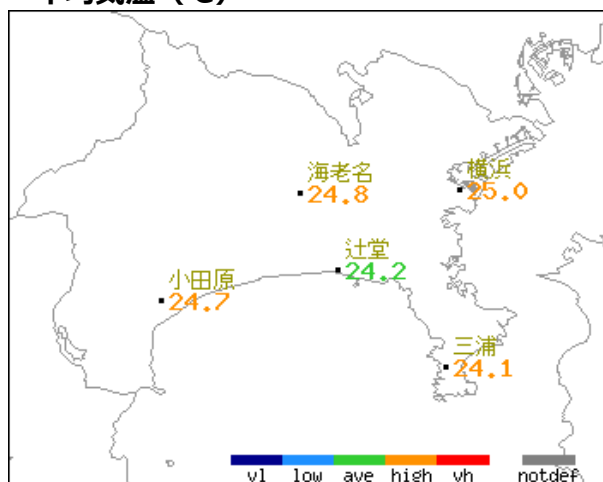 海老名
24.8
横浜
25.0
辻堂
24.2
小田原
24.7
三浦
24.1
vl low ave high vh notdef